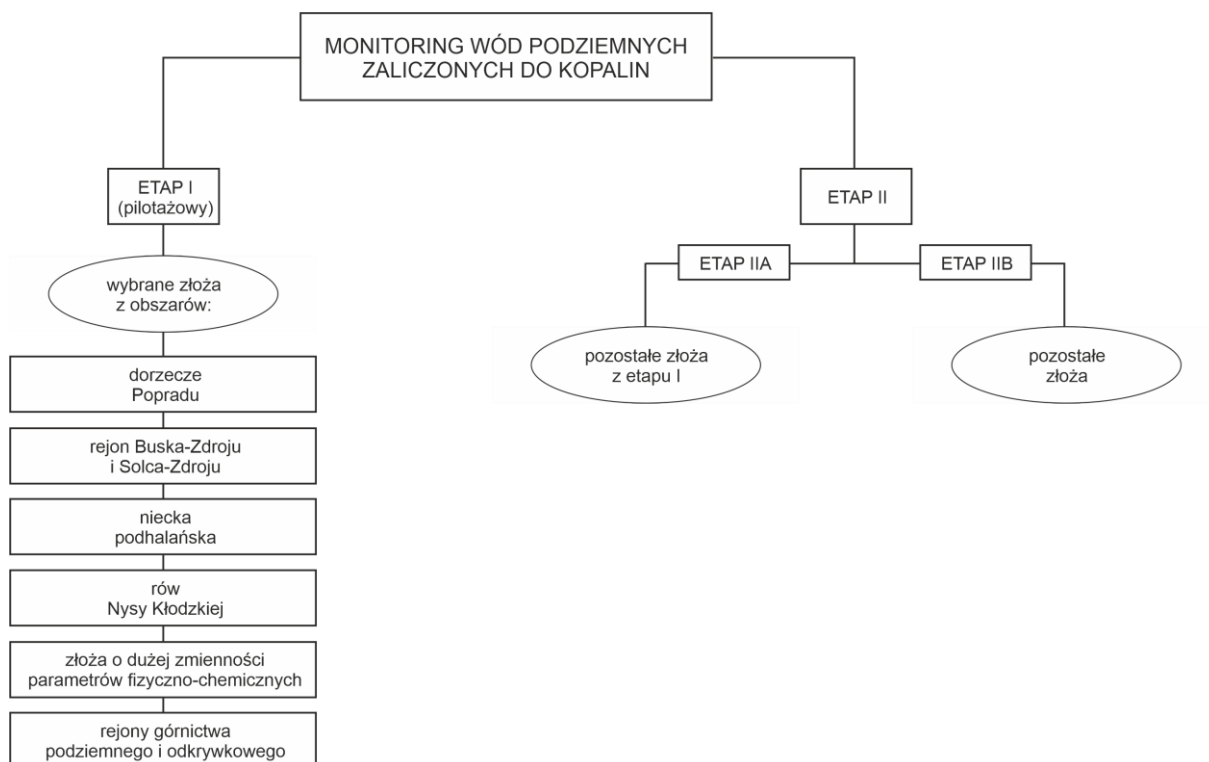 MONITORING WÓD PODZIEMNYCH
ZALICZONYCH DO KOPALIN
ETAP I
(pilotażowy)
wybrane złoża
z obszarów:
dorzecze
Popradu
rejon Buska-Zdroju
i Solca-Zdroju
niecka
podhalańska
rów
Nysy Kłodzkiej
złoża o dużej zmienności
parametrów fizyczno-chemicznych
rejony górnictwa
podziemnego i odkrywkowego
ETAP II
ETAP IIA
pozostałe złoża
z etapu I
ETAP IIB
pozostałe
złoża